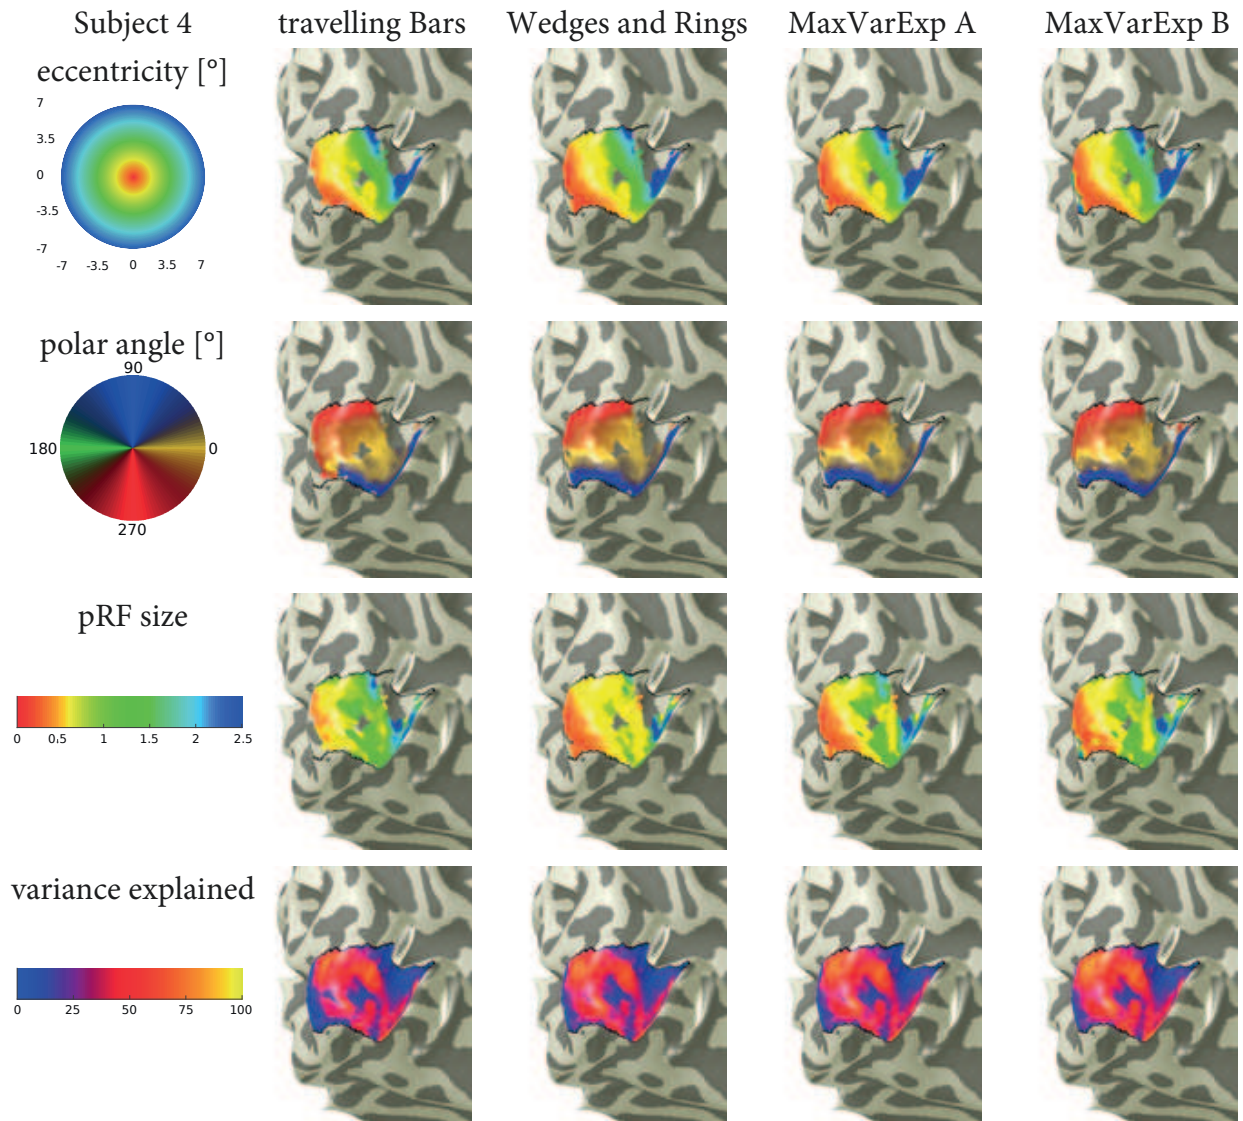 Subject 4 travelling Bars Wedges and Rings MaxVarExp A MaxVarExp B
eccentricity [°]
7
3.5
0
-3.5
-7
-7 -3.5 0 3.5 7
polar angle [°]
90
180 0
270
pRF size
0 0.5 1 1.5 2 2.5
variance explained
0 25 50 75 100